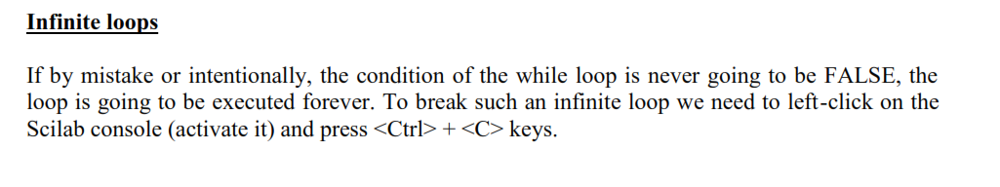 Infinite loops
If by mistake or intentionally, the condition of the while loop is never going to be FALSE, the
loop is going to be executed forever. To break such an infinite loop we need to left-click on the
Scilab console (activate it) and press <Ctrl> + <C> keys.